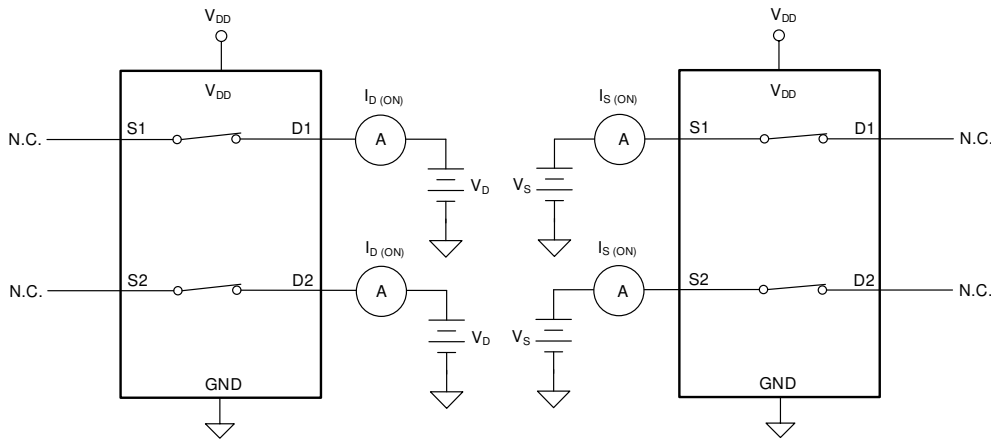 VDD
VDD
N.C.
S1
D1
ID (ON)
A
VD
N.C.
S2
D2
ID (ON)
A
VD
GND
VDD
VDD
IS (ON)
A
VS
S1
D1
N.C.
IS (ON)
A
VS
S2
D2
N.C.
GND